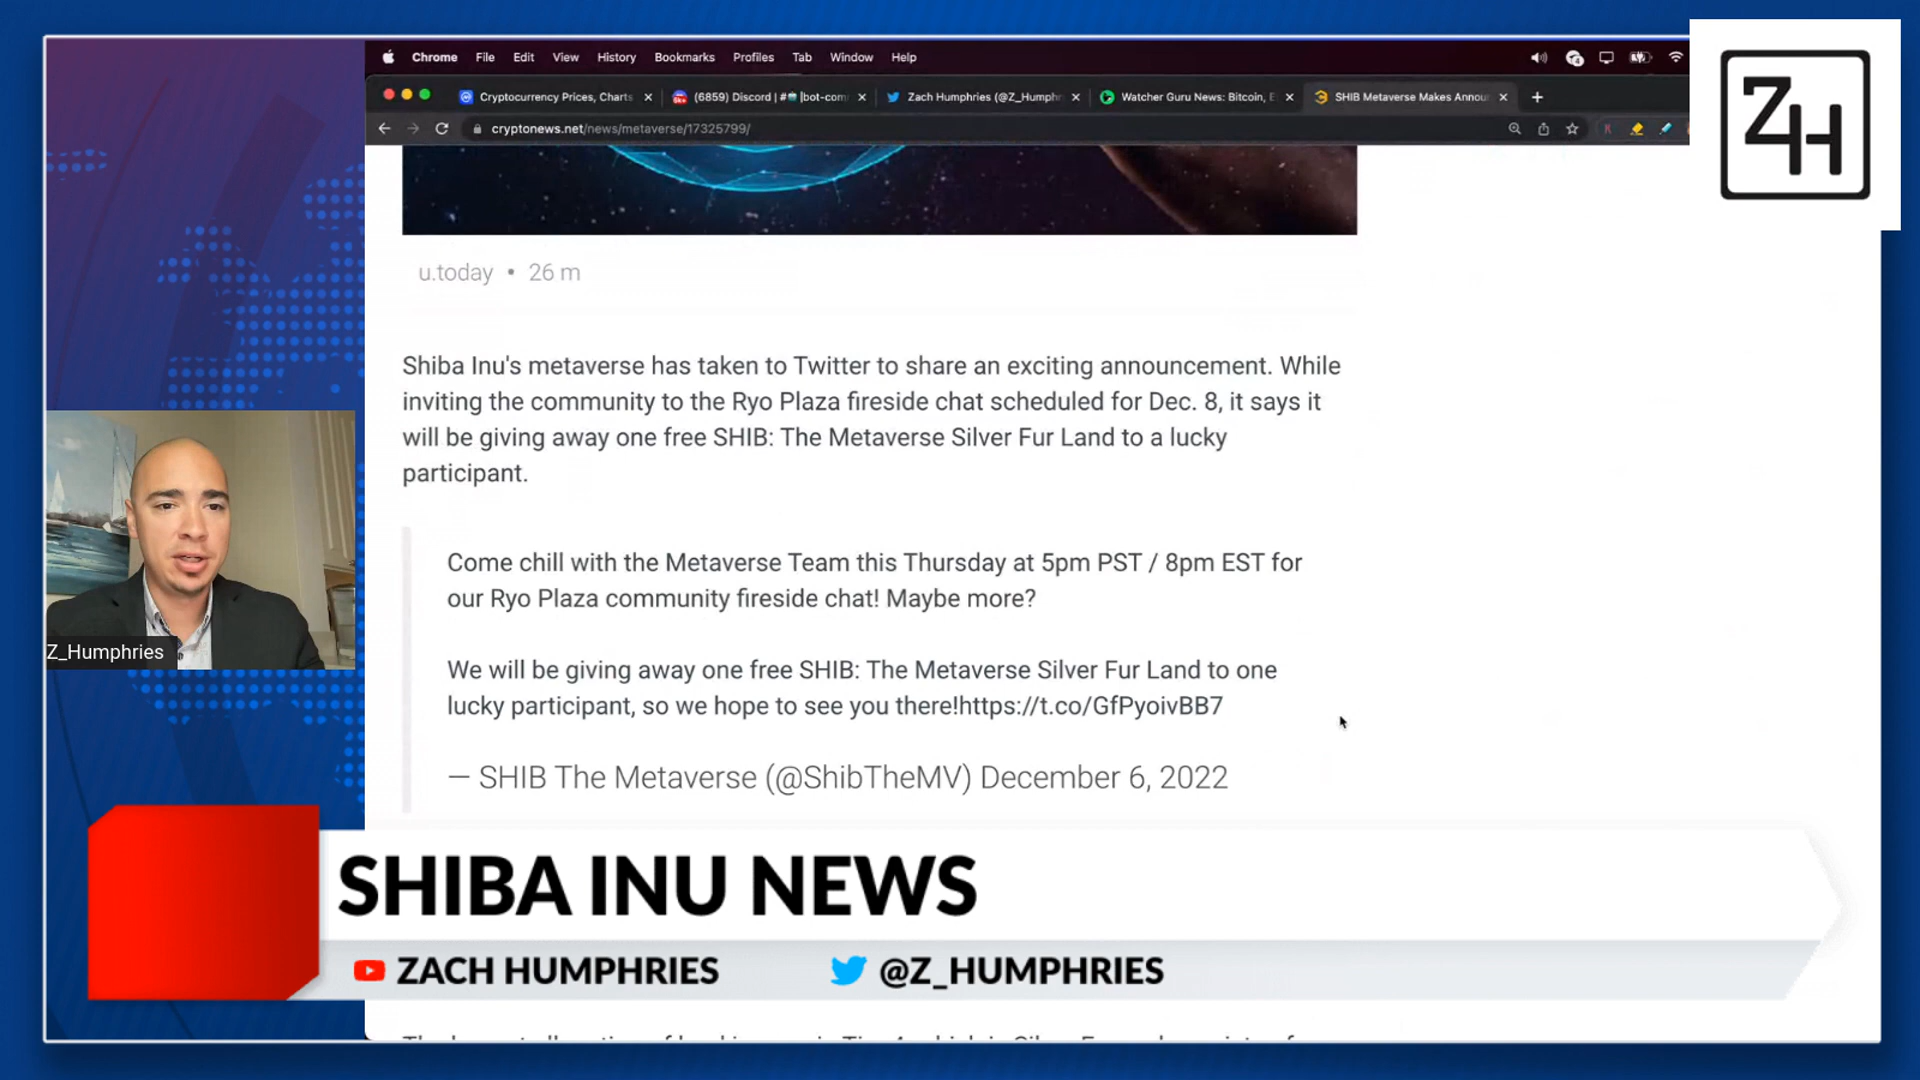 Chrome File Edit View History Bookmarks Profiles Tab Window Help
Cryptocurrency Prices, Charts
(6859) Discord | # |bot-com
Zach Humphries (@Z_Humphr
Watcher Guru News: Bitcoin, E
SHIB Metaverse Makes Annou
cryptonews.net/news/metaverse/17325799/
ZH
u.today • 26 m
Shiba Inu's metaverse has taken to Twitter to share an exciting announcement. While
inviting the community to the Ryo Plaza fireside chat scheduled for Dec. 8, it says it
will be giving away one free SHIB: The Metaverse Silver Fur Land to a lucky
participant.
Come chill with the Metaverse Team this Thursday at 5pm PST / 8pm EST for
our Ryo Plaza community fireside chat! Maybe more?
We will be giving away one free SHIB: The Metaverse Silver Fur Land to one
lucky participant, so we hope to see you there!https://t.co/GfPyoivBB7
— SHIB The Metaverse (@ShibTheMV) December 6, 2022
Z_Humphries
SHIBA INU NEWS
ZACH HUMPHRIES
@Z_HUMPHRIES